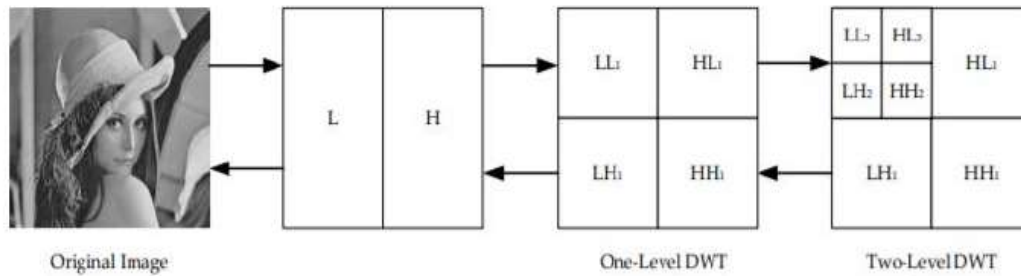 L H
LL₁ HL₁
LH₁ HH₁
LL₂ HL₂
LH₂ HH₂
HL₁
LH₁ HH₁
Original Image One-Level DWT Two-Level DWT